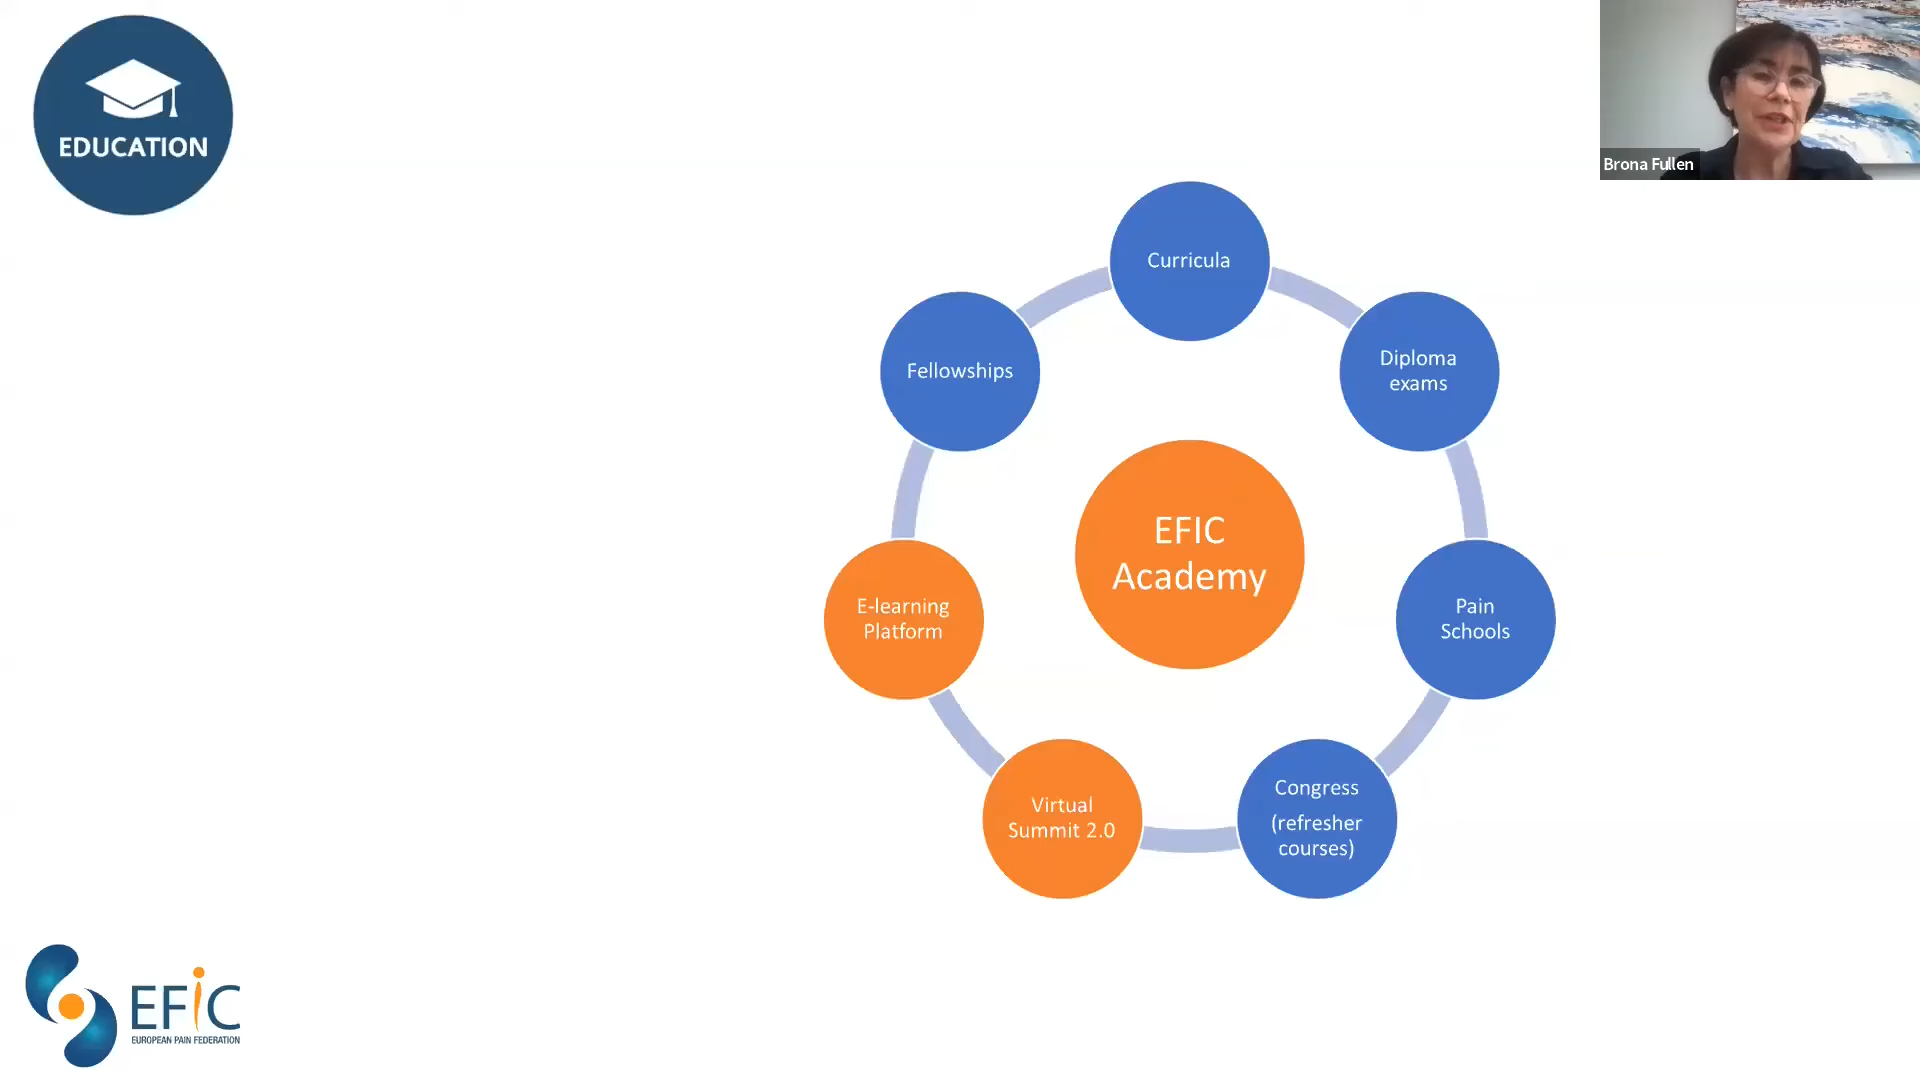 EDUCATION
Brona Fullen
Curricula
Fellowships
Diploma
exams
EFIC
Academy
E-learning
Platform
Pain
Schools
Virtual
Summit 2.0
Congress
(refresher
courses)
EFiC
EUROPEAN PAIN FEDERATION